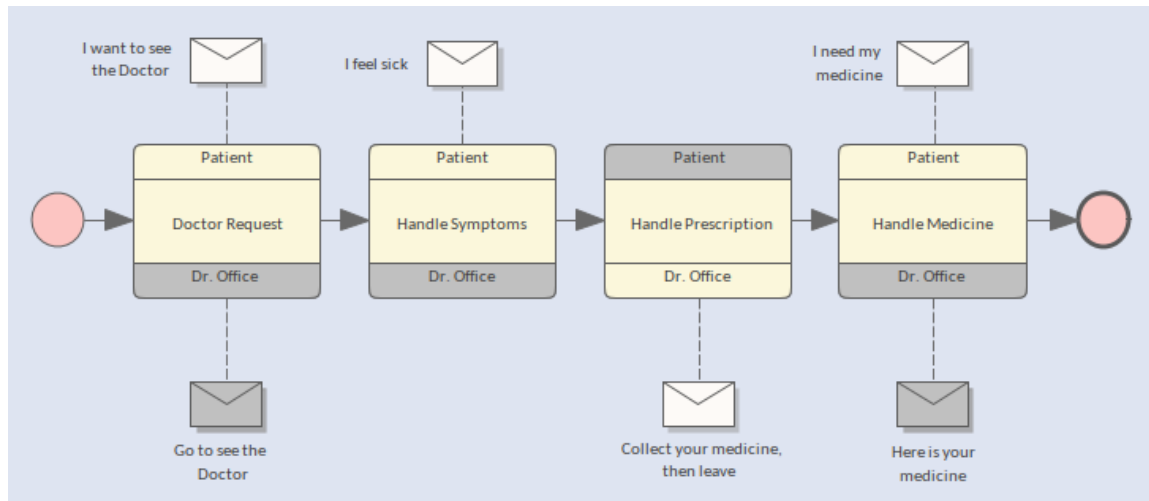 I want to see
the Doctor
I feel sick
I need my
medicine
Patient
Patient
Patient
Patient
Doctor Request
Handle Symptoms
Handle Prescription
Handle Medicine
Dr. Office
Dr. Office
Dr. Office
Dr. Office
Go to see the
Doctor
Collect your medicine,
then leave
Here is your
medicine